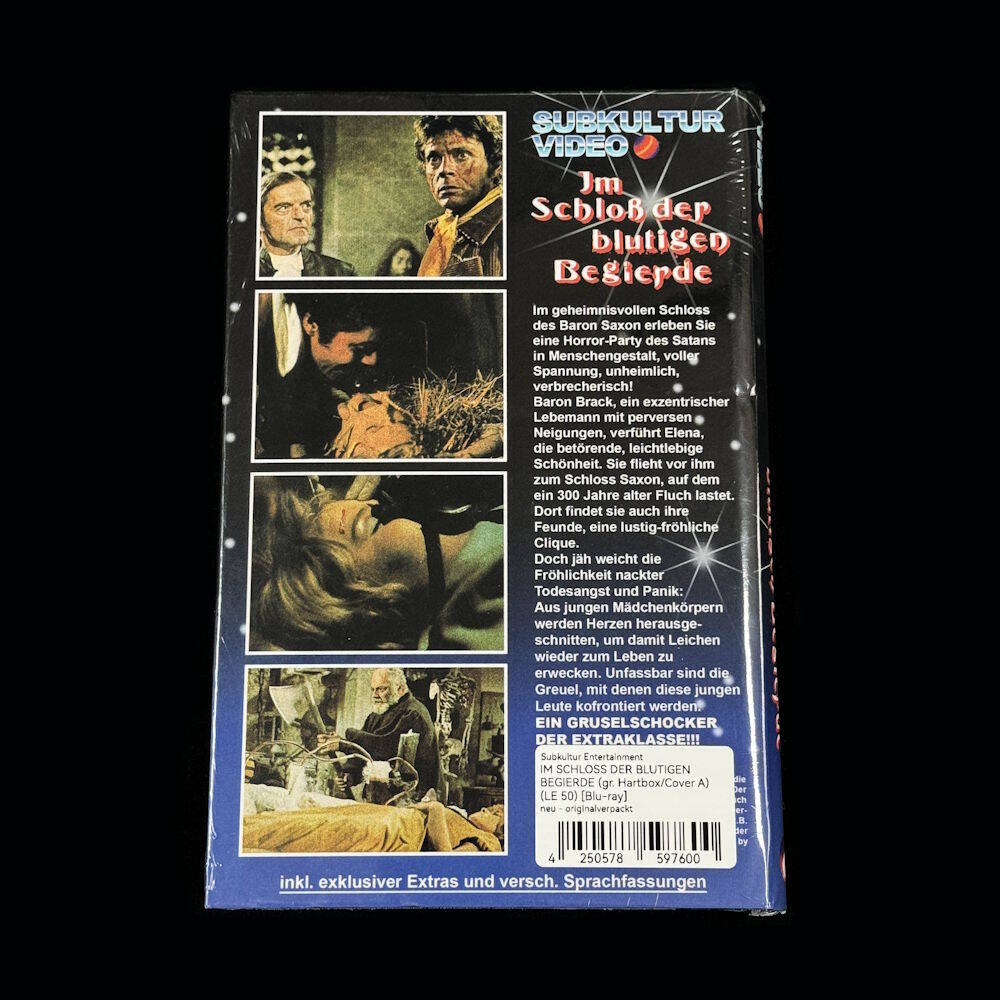 SUBKULTUR
VIDEO
Im
Schloß der
blutigen
Begierde
Im geheimnisvollen Schloss
des Baron Saxon erleben Sie
eine Horror-Party des Satans
in Menschengestalt, voller
Spannung, unheimlich,
verbrecherisch!
Baron Brack, ein exzentrischer
Lebemann mit perversen
Neigungen, verführt Elena,
die betörende, leichtlebige
Schönheit. Sie flieht vor ihm
zum Schloss Saxon, auf dem
ein 300 Jahre alter Fluch lastet.
Dort findet sie auch ihre
Feunde, eine lustig-fröhliche
Clique.
Doch jäh weicht die
Fröhlichkeit nackter
Todesangst und Panik:
Aus jungen Mädchenkörpern
werden Herzen herausge-
schnitten, um damit Leichen
wieder zum Leben zu
erwecken. Unfassbar sind die
Greuel, mit denen diese jungen
Leute kofrontiert werden.
EIN GRUSELSCHOCKER
DER EXTRAKLASSE!!!
Subkultur Entertainment
IM SCHLOSS DER BLUTIGEN
BEGIERDE (gr. Hartbox/Cover A)
(LE 50) [Blu-ray]
neu - originalverpackt
4 250578 597600
die
der
by
inkl. exklusiver Extras und versch. Sprachfassungen